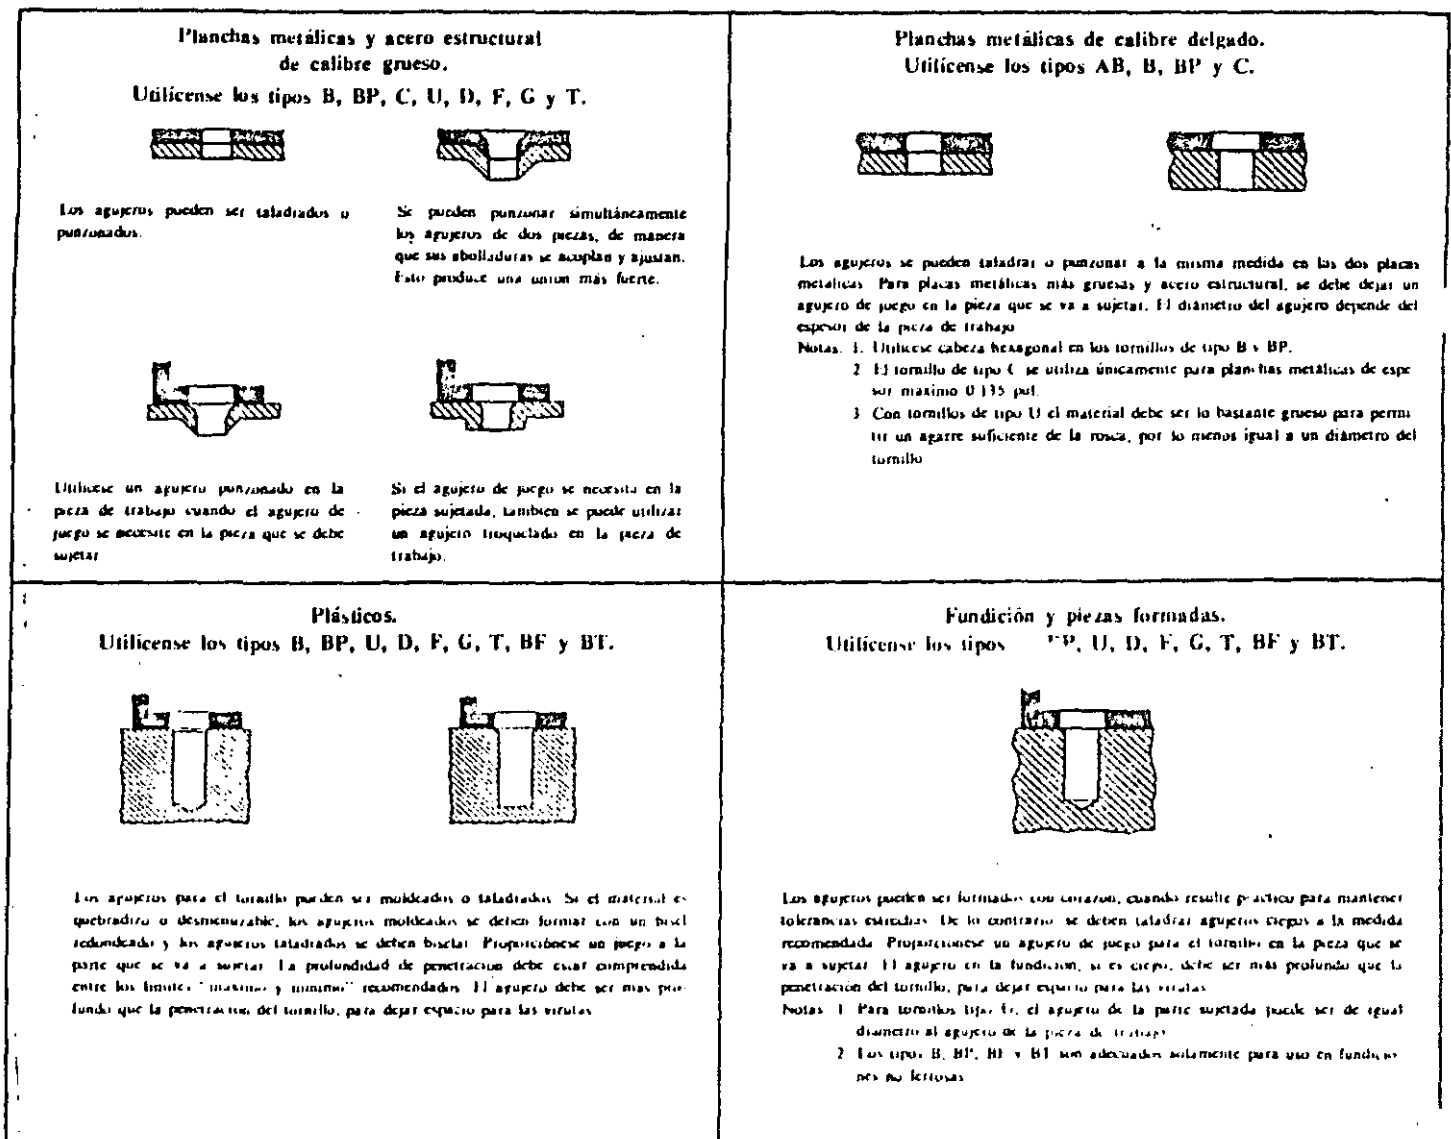 Planchas metálicas y acero estructural
de calibre grueso.
Utilícense los tipos B, BP, C, U, D, F, G y T.
Los agujeros pueden ser taladrados o
punzonados.
Se pueden punzonar simultáneamente
los agujeros de dos piezas, de manera
que sus abolladuras se acoplan y ajustan.
Esto produce una union más fuerte.
Utilicese un agujero punzonado en la
pieza de trabajo cuando el agujero de
juego se necesite en la pieza que se debe
sujetar
Si el agujero de juego se necesita en la
pieza sujetada, tambien se puede utilizar
un agujero troquelado en la pieza de
trabajo.
Planchas metálicas de calibre delgado.
Utilícense los tipos AB, B, BP y C.
Los agujeros se pueden taladrar o punzonar a la misma medida en las dos placas
metalicas. Para placas metálicas más gruesas y acero estructural, se debe dejar un
agujero de juego en la pieza que se va a sujetar. El diámetro del agujero depende del
espesor de la pieza de trabajo
Notas. 1. Utilicese cabeza hexagonal en los tornillos de tipo B y BP.
2 El tornillo de tipo C se utiliza únicamente para planchas metálicas de espe
sor maximo 0 135 pul.
3 Con tornillos de tipo U el material debe ser lo bastante grueso para permi
tir un agarre suficiente de la rosca, por lo menos igual a un diámetro del
tornillo
Plásticos.
Utilícense los tipos B, BP, U, D, F, G, T, BF y BT.
Los agujeros para el tornillo pueden ser moldeados o taladrados Si el material es
quebradizo o desmenuzable, los agujeros moldeados se deben formar con un bisel
redondeado y los agujeros taladrados se deben biselar Proporciónese un juego a la
parte que se va a sujetar La profundidad de penetracion debe estar comprendida
entre los limites "maximo y minimo" recomendados El agujero debe ser mas pro-
fundo que la penetracion del tornillo, para dejar espacio para las virutas
Fundición y piezas formadas.
Utilícense los tipos BP, U, D, F, G, T, BF y BT.
Los agujeros pueden ser formados con corazon, cuando resulte práctico para mantener
tolerancias estrechas De lo contrario se deben taladrar agujeros ciegos a la medida
recomendada Proporciónese un agujero de juego para el tornillo en la pieza que se
va a sujetar El agujero en la fundicion, si es ciego, debe ser más profundo que la
penetración del tornillo, para dejar espacio para las virutas
Notas 1 Para tornillos tipo el agujero de la parte sujetada puede ser de igual
diametro al agujero de la pieza de trabajo
2 Los tipos B, BP, BF y BT son adecuados solamente para uso en fundicio
nes no ferrosas